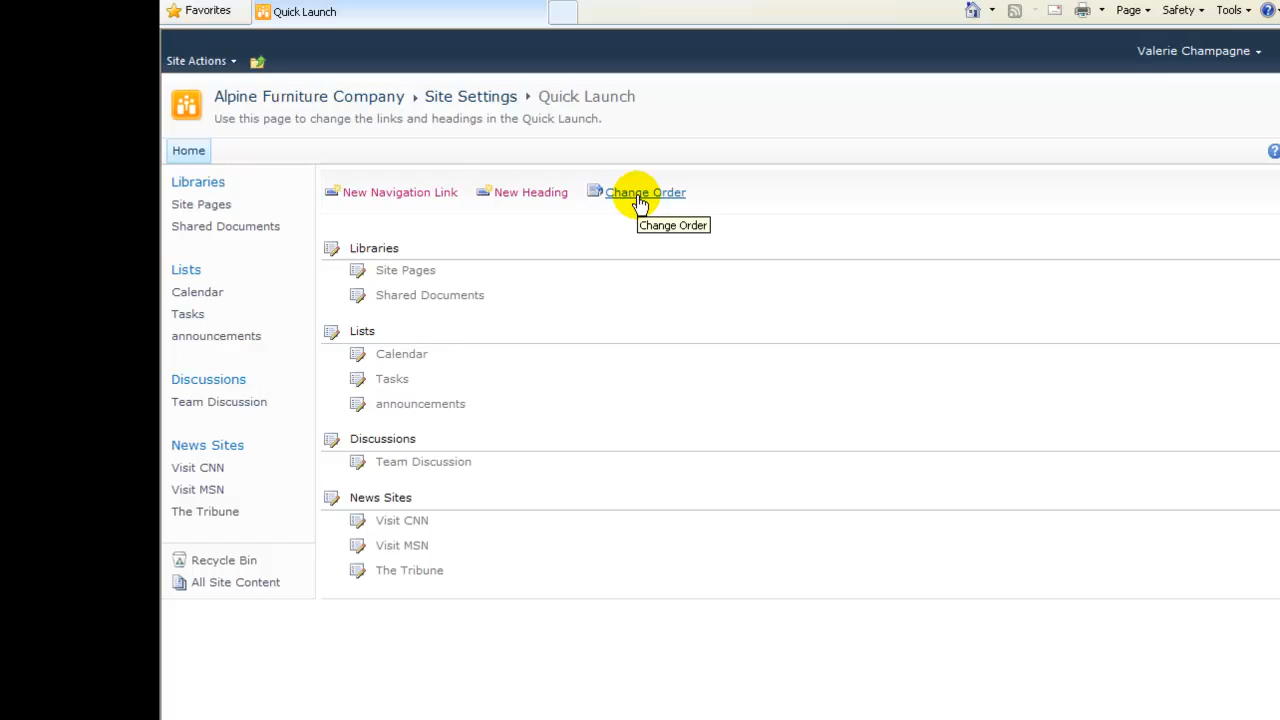 Favorites
Quick Launch
Page
Safety
Tools
Site Actions
Valerie Champagne
Alpine Furniture Company Site Settings Quick Launch
Use this page to change the links and headings in the Quick Launch.
Home
Libraries
Site Pages
Shared Documents
Lists
Calendar
Tasks
announcements
Discussions
Team Discussion
News Sites
Visit CNN
Visit MSN
The Tribune
Recycle Bin
All Site Content
New Navigation Link New Heading Change Order
Change Order
Libraries
Site Pages
Shared Documents
Lists
Calendar
Tasks
announcements
Discussions
Team Discussion
News Sites
Visit CNN
Visit MSN
The Tribune